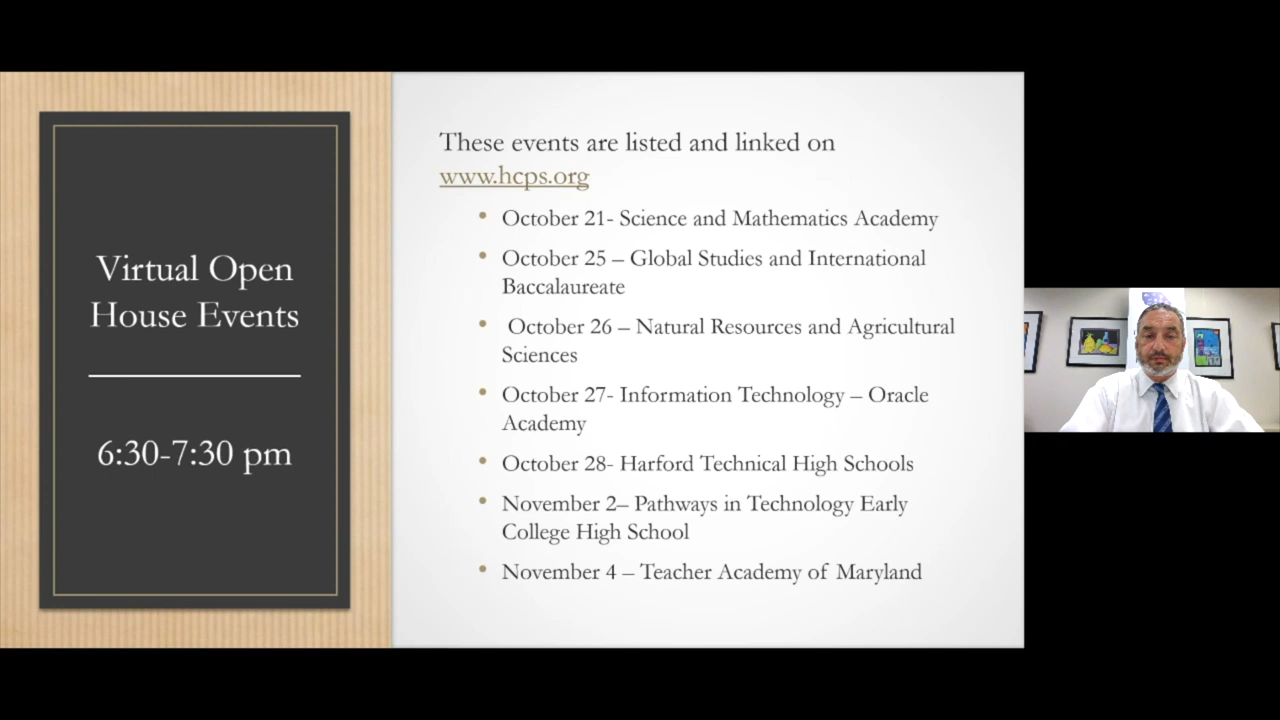 Virtual Open
House Events
6:30-7:30 pm
These events are listed and linked on
www.hcps.org
• October 21- Science and Mathematics Academy
• October 25 – Global Studies and International
Baccalaureate
• October 26 – Natural Resources and Agricultural
Sciences
• October 27- Information Technology – Oracle
Academy
• October 28- Harford Technical High Schools
• November 2– Pathways in Technology Early
College High School
• November 4 – Teacher Academy of Maryland